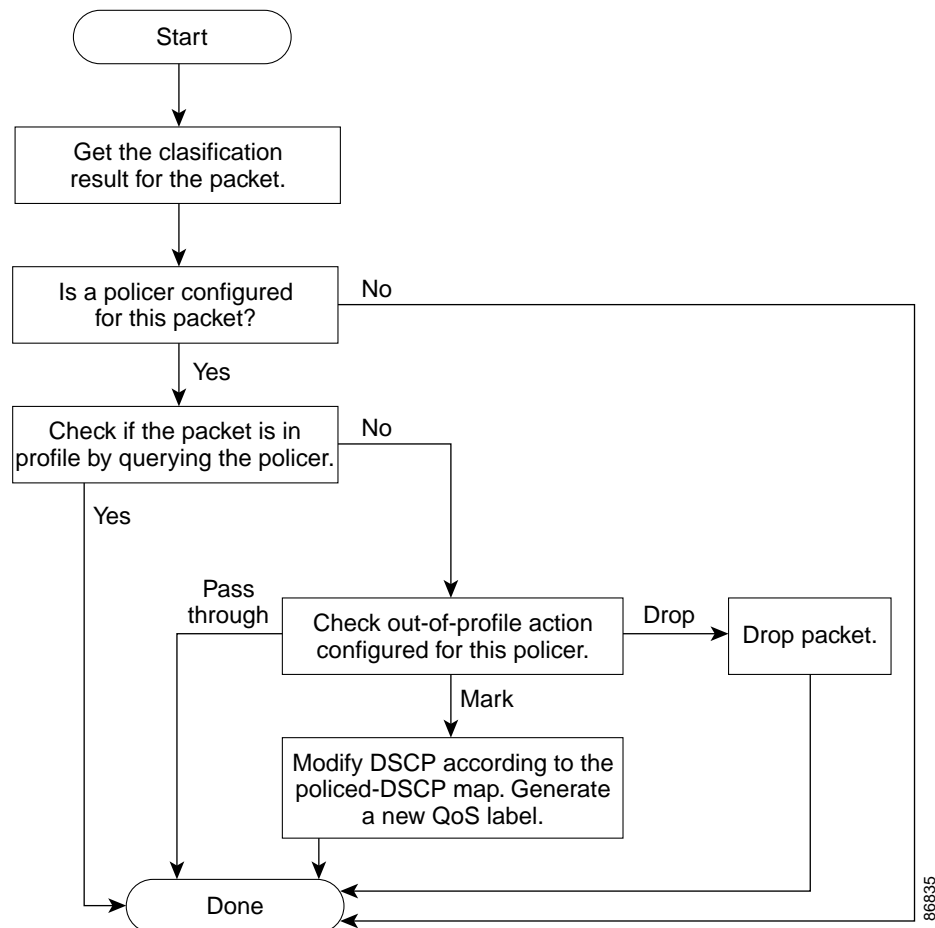 Start
Get the clasification
result for the packet.
Is a policer configured
for this packet?
No
Yes
Check if the packet is in
profile by querying the policer.
No
Yes
Pass
through
Check out-of-profile action
configured for this policer.
Drop
Drop packet.
Mark
Modify DSCP according to the
policed-DSCP map. Generate
a new QoS label.
Done
86835